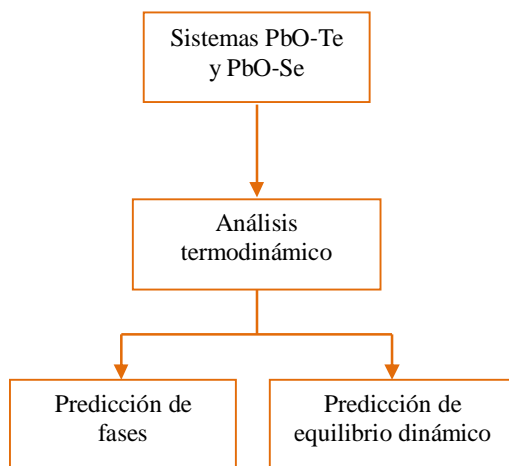 Sistemas PbO-Te
y PbO-Se
Análisis
termodinámico
Predicción de
fases
Predicción de
equilibrio dinámico